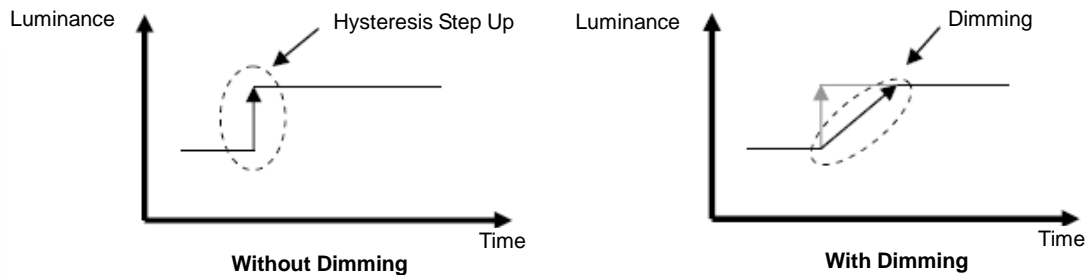 Luminance
Hysteresis Step Up
Time
Without Dimming
Luminance
Dimming
Time
With Dimming